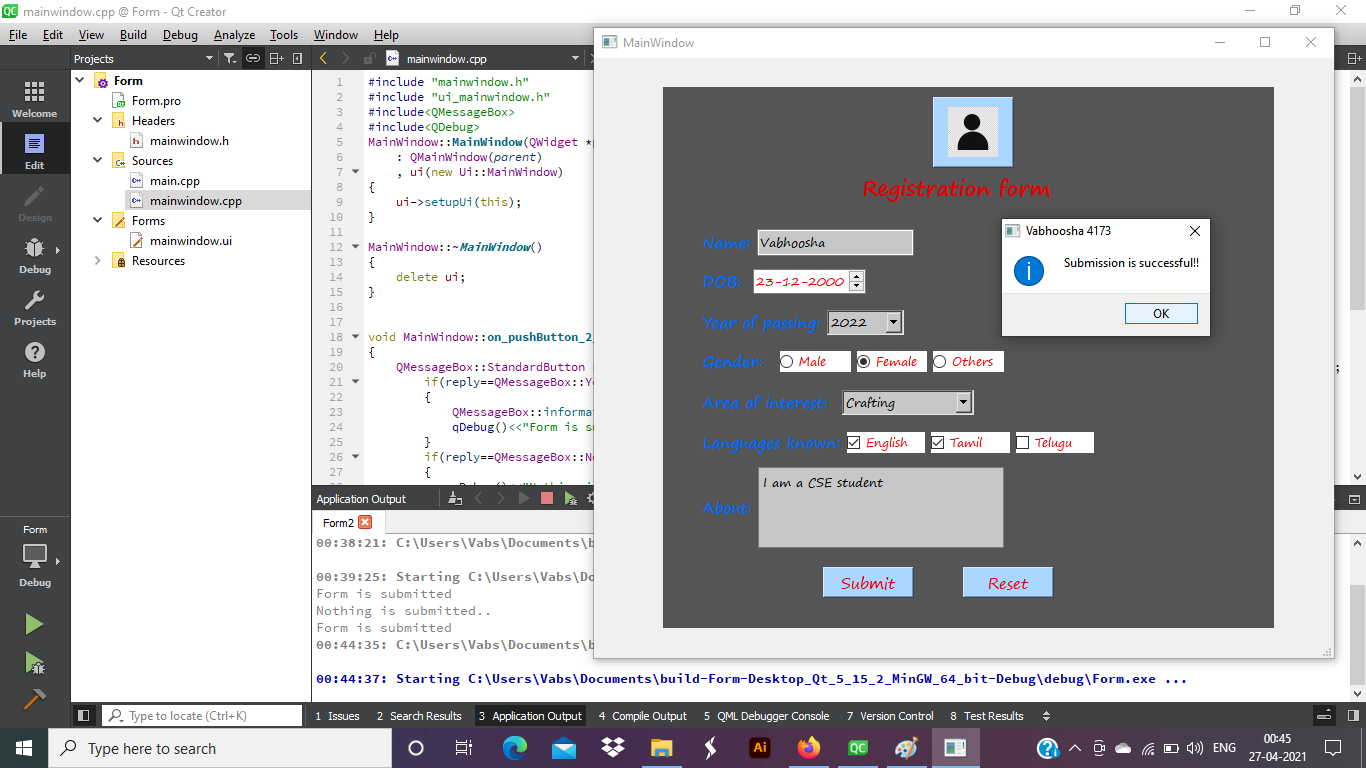 mainwindow.cpp @ Form - Qt Creator
File Edit View Build Debug Analyze Tools Window Help
Projects
mainwindow.cpp
Welcome
Edit
Design
Debug
Projects
Help
Form
Debug
Form
Form.pro
Headers
mainwindow.h
Sources
main.cpp
mainwindow.cpp
Forms
mainwindow.ui
Resources
1 #include "mainwindow.h"
2 #include "ui_mainwindow.h"
3 #include<QMessageBox>
4 #include<QDebug>
5 MainWindow::MainWindow(QWidget *
6 : QMainWindow(parent)
7 , ui(new Ui::MainWindow)
8 {
9 ui->setupUi(this);
10 }
11
12 MainWindow::~MainWindow()
13 {
14 delete ui;
15 }
16
17
18 void MainWindow::on_pushButton_2
19 {
20 QMessageBox::StandardButton
;
21 if(reply==QMessageBox::Ye
22 {
23 QMessageBox::informa
24 qDebug()<<"Form is su
25 }
26 if(reply==QMessageBox::No
27 {
MainWindow
Registration form
Name: Vabhoosha
DOB: 23-12-2000
Year of passing: 2022
Gender: Male Female Others
Area of interest: Crafting
Languages known: English Tamil Telugu
About: I am a CSE student
Submit Reset
Vabhoosha 4173
i
Submission is successful!!
OK
Application Output
Form2
00:38:21: C:\Users\Vabs\Documents\b
00:39:25: Starting C:\Users\Vabs\Do
Form is submitted
Nothing is submitted..
Form is submitted
00:44:35: C:\Users\Vabs\Documents\b
00:44:37: Starting C:\Users\Vabs\Documents\build-Form-Desktop_Qt_5_15_2_MinGW_64_bit-Debug\debug\Form.exe ...
Type to locate (Ctrl+K) 1 Issues 2 Search Results 3 Application Output 4 Compile Output 5 QML Debugger Console 7 Version Control 8 Test Results
Type here to search
Ai
QC
ENG
00:45
27-04-2021